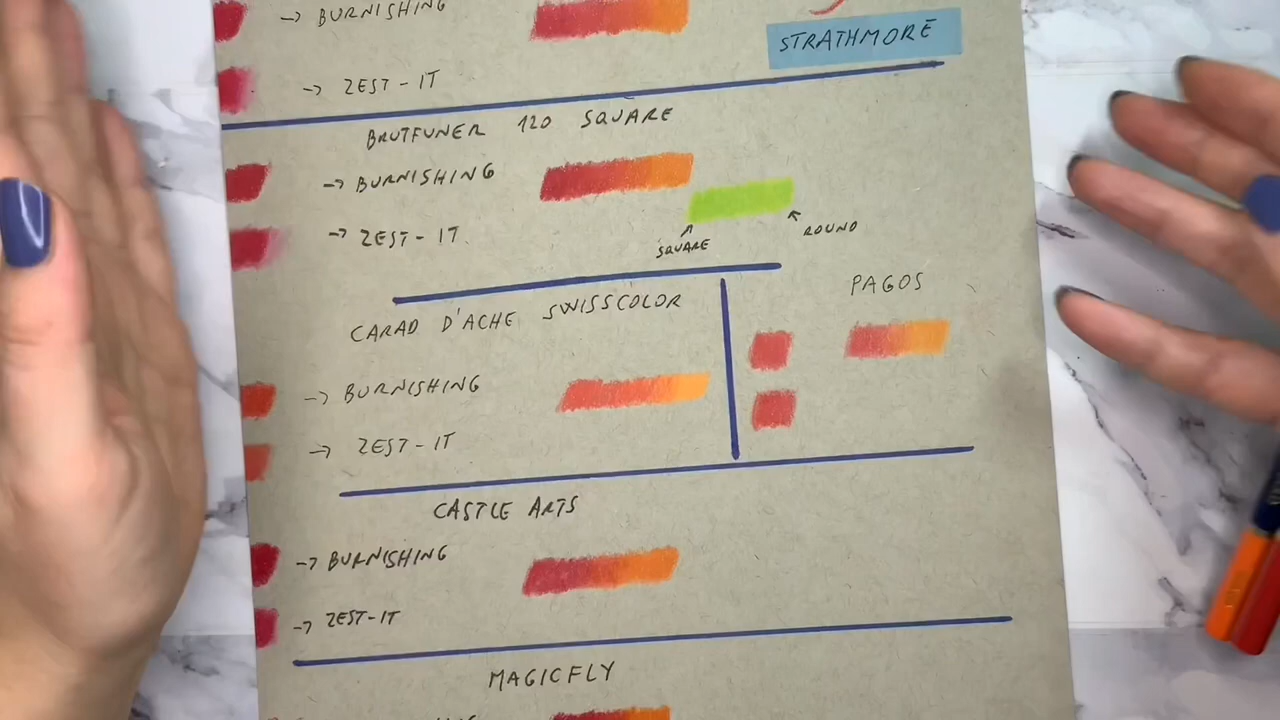 → BURNISHING
STRATHMORE
→ ZEST-IT
BRUTFUNER 120 SQUARE
→ BURNISHING
→ ZEST-IT
SQUARE
ROUND
CARAD D'ACHE SWISSCOLOR
→ BURNISHING
→ ZEST-IT
PAGOS
CASTLE ARTS
→ BURNISHING
→ ZEST-IT
MAGICFLY